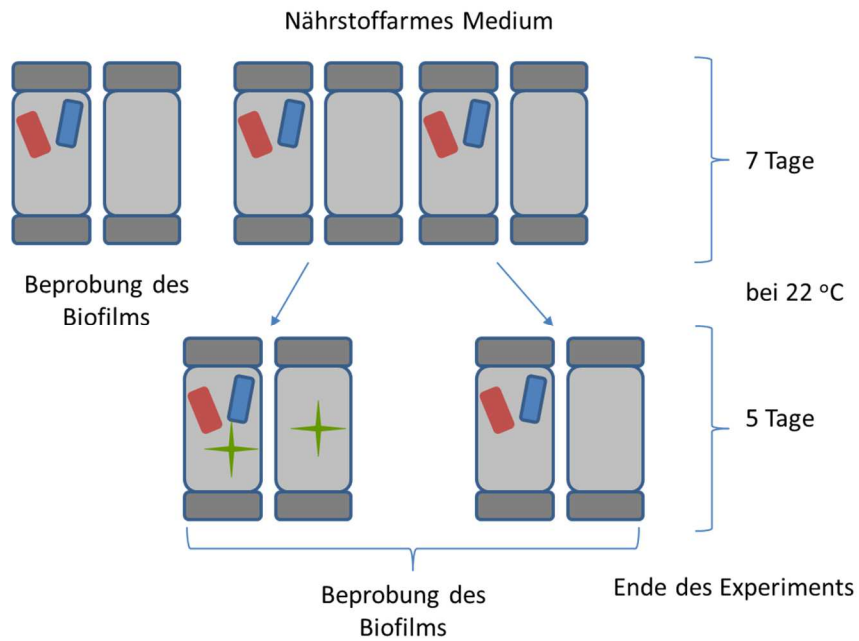 Nährstoffarmes Medium
7 Tage
Beprobung des
Biofilms
bei 22 °C
5 Tage
Beprobung des
Biofilms
Ende des Experiments